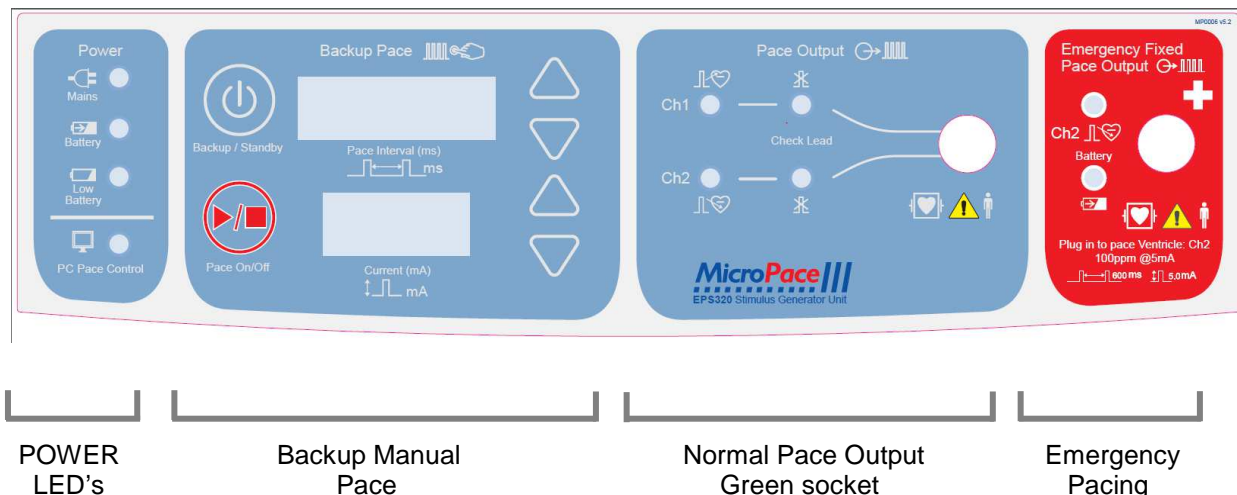 MP0006 v5.2
Power
Mains
Battery
Low
Battery
PC Pace Control
Backup Pace
Backup / Standby
Pace Interval (ms)
ms
Pace On/Off
Current (mA)
mA
Pace Output
Ch1
Check Lead
Ch2
MicroPace III
EPS320 Stimulus Generator Unit
Emergency Fixed
Pace Output
Ch2
Battery
Plug in to pace Ventricle: Ch2
100ppm @5mA
600 ms 5.0mA
POWER
LED's
Backup Manual
Pace
Normal Pace Output
Green socket
Emergency
Pacing